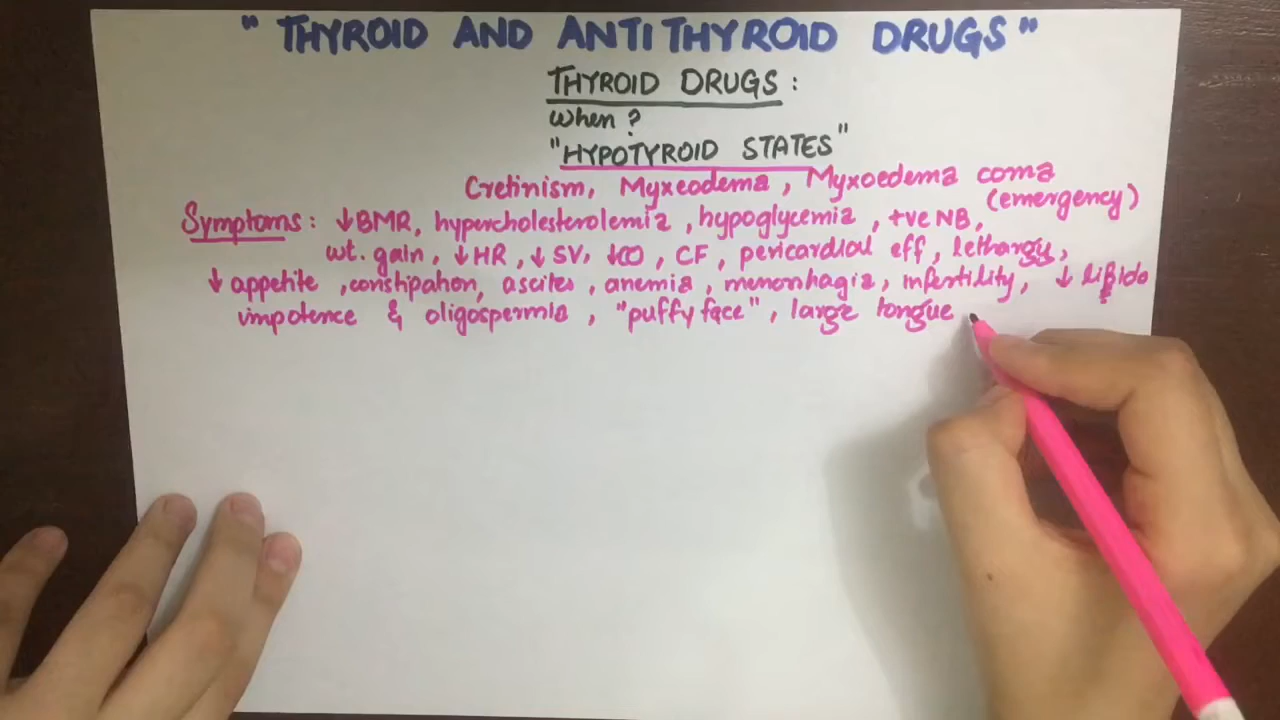 " THYROID AND ANTITHYROID DRUGS "
THYROID DRUGS :
When ?
"HYPOTYROID STATES"
Cretinism, Myxeodema, Myxoedema coma
(emergency)
Symptoms: ↓BMR, hypercholesterolemia, hypoglycemia, +ve NB,
wt. gain, ↓HR, ↓SV, ↓CO, CF, pericardial eff, lethargy,
↓ appetite, constipation, ascites, anemia, menorrhagia, infertility, ↓
impotence & oligospermia, "puffy face", large tongue